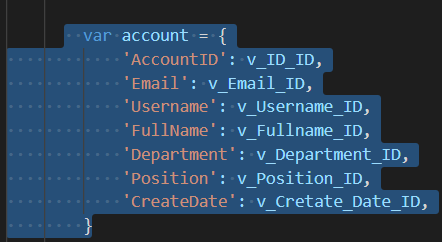 var account = {
'AccountID': v_ID_ID,
'Email': v_Email_ID,
'Username': v_Username_ID,
'FullName': v_Fullname_ID,
'Department': v_Department_ID,
'Position': v_Position_ID,
'CreateDate': v_Cretate_Date_ID,
}